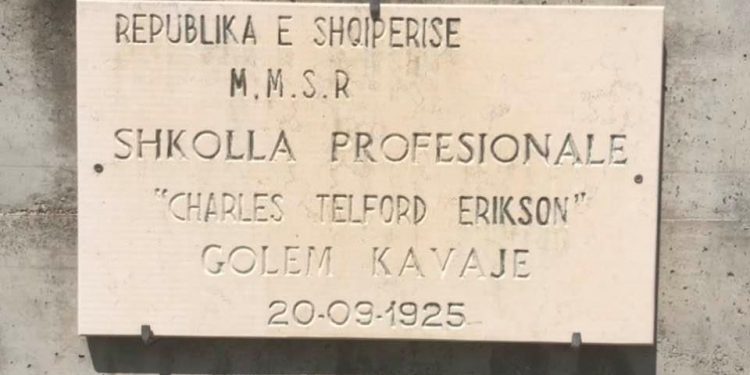 REPUBLIKA E SHQIPERISE
M.M.S.R
SHKOLLA PROFESIONALE
"CHARLES TELFORD ERIKSON"
GOLEM KAVAJE
20-09-1925